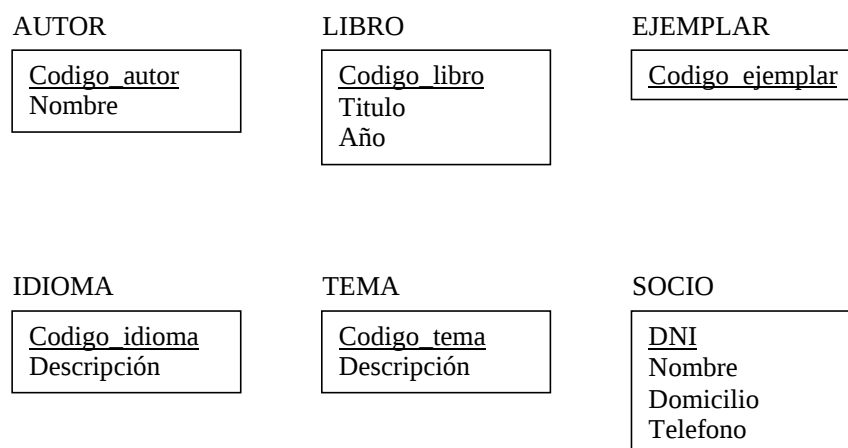 AUTOR
Codigo_autor
Nombre
LIBRO
Codigo_libro
Titulo
Año
EJEMPLAR
Codigo_ejemplar
IDIOMA
Codigo_idioma
Descripción
TEMA
Codigo_tema
Descripción
SOCIO
DNI
Nombre
Domicilio
Telefono